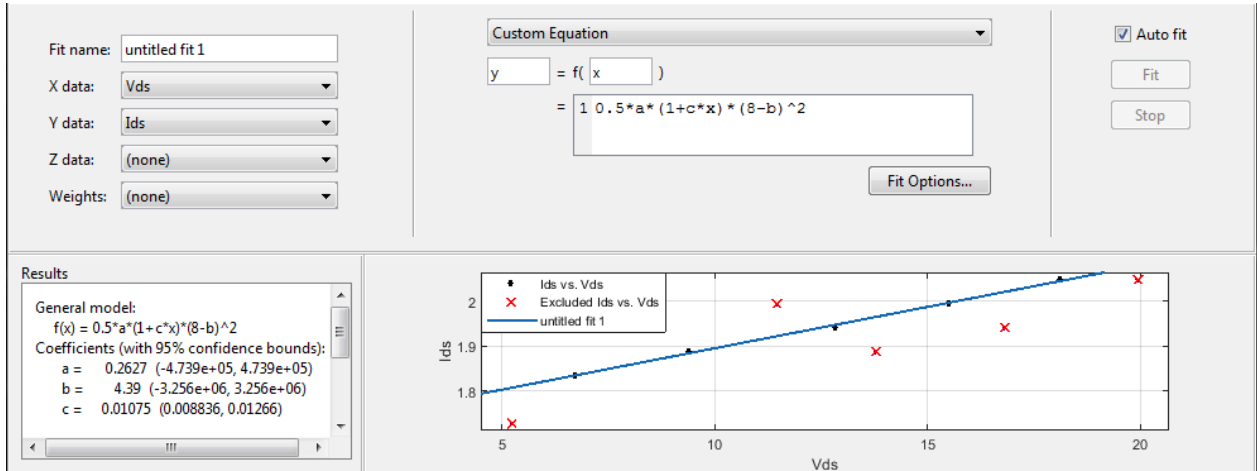 Fit name: untitled fit 1
X data: Vds
Y data: Ids
Z data: (none)
Weights: (none)
Custom Equation
y = f( x )
= 1 0.5*a*(1+c*x)*(8-b)^2
Fit Options...
Auto fit
Fit
Stop
Results
General model:
f(x) = 0.5*a*(1+c*x)*(8-b)^2
Coefficients (with 95% confidence bounds):
a = 0.2627 (-4.739e+05, 4.739e+05)
b = 4.39 (-3.256e+06, 3.256e+06)
c = 0.01075 (0.008836, 0.01266)
Ids vs. Vds
Excluded Ids vs. Vds
untitled fit 1
2
1.9
1.8
Ids
5 10 15 20
Vds